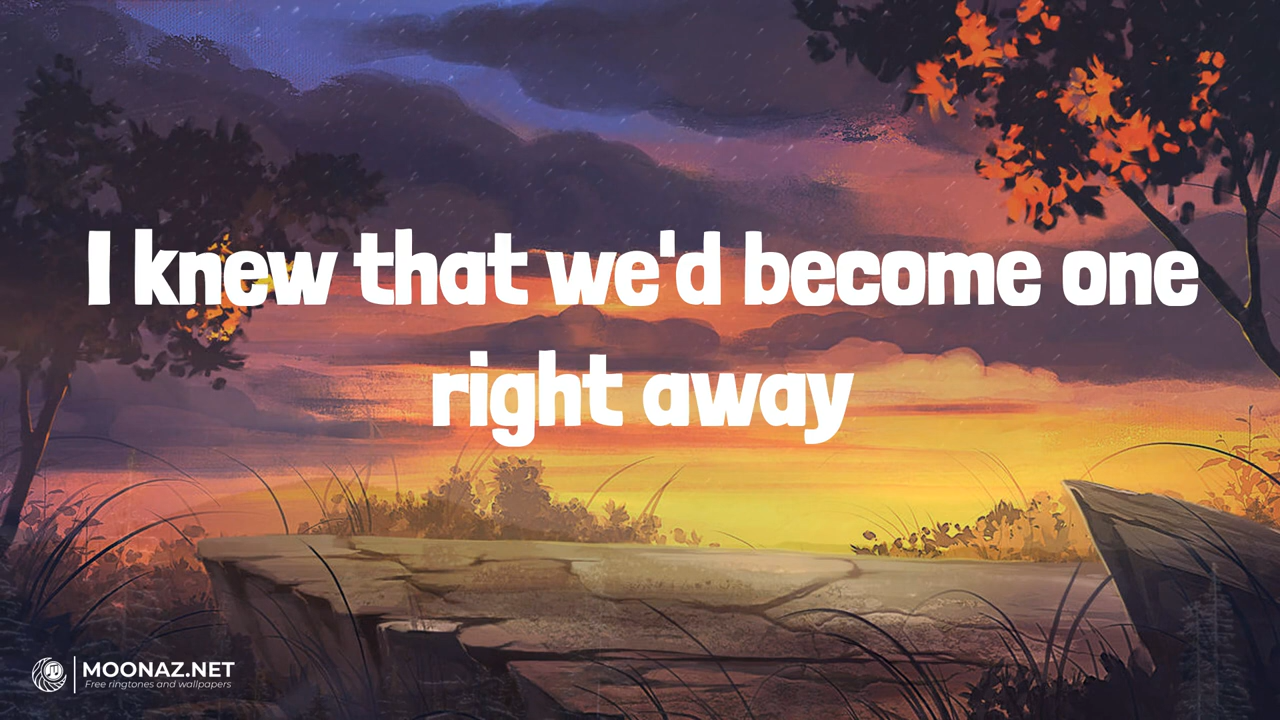 I knew that we'd become one
right away
MOONAZ.NET
Free ringtones and wallpapers